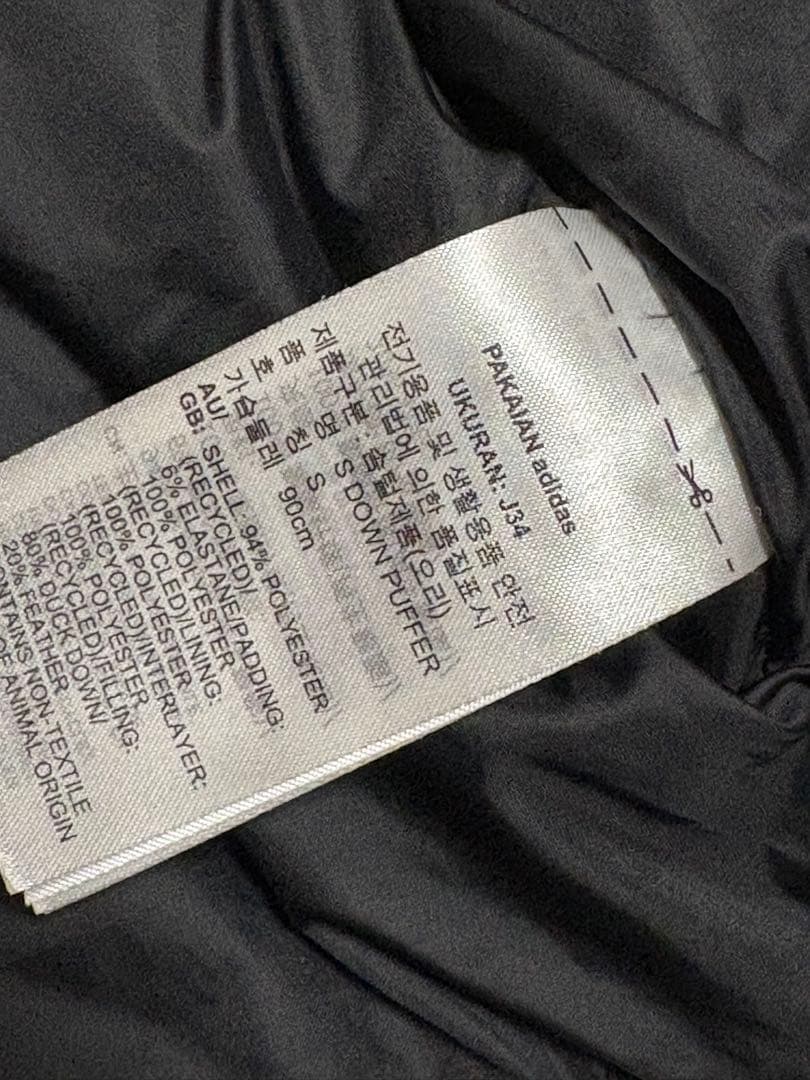 PAKAIAN adidas
UKURAN: J34
전기용품 및 생활용품 안전
관리법에 의한 품질표시
제품구분: 솜털제품(오리)
품 명 S DOWN PUFFER
호 칭 S
가슴둘레 90cm
AU/
GB: SHELL: 94% POLYESTER
(RECYCLED)/
6% ELASTANE/PADDING:
100% POLYESTER
(RECYCLED)/LINING:
100% POLYESTER
(RECYCLED)/INTERLAYER:
100% POLYESTER
(RECYCLED)/FILLING:
80% DUCK DOWN/
20% FEATHER
CONTAINS NON-TEXTILE
OF ANIMAL ORIGIN